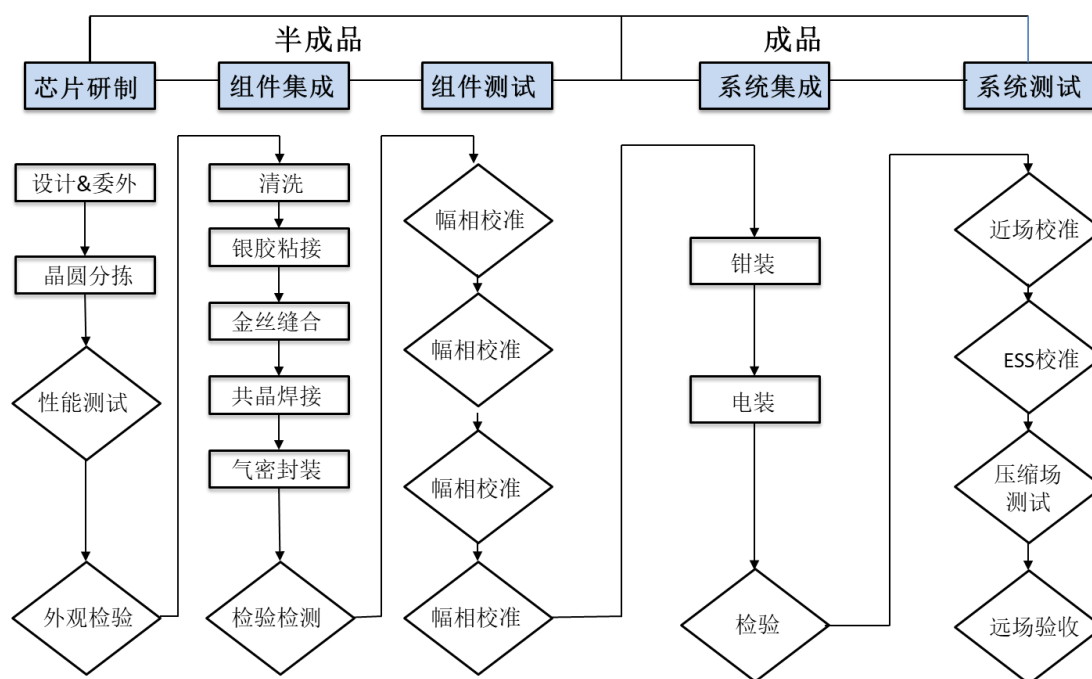 半成品
成品
芯片研制
组件集成
组件测试
系统集成
系统测试
设计&委外
晶圆分拣
性能测试
外观检验
清洗
银胶粘接
金丝缝合
共晶焊接
气密封装
检验检测
幅相校准
幅相校准
幅相校准
幅相校准
钳装
电装
检验
近场校准
ESS校准
压缩场
测试
远场验收